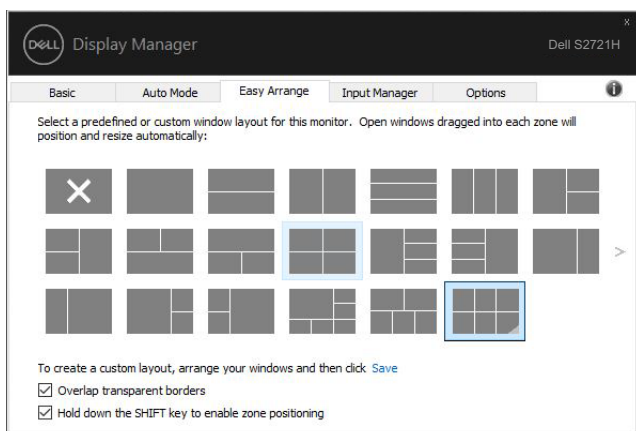 x
DELL Display Manager
Dell S2721H
Basic Auto Mode Easy Arrange Input Manager Options i
Select a predefined or custom window layout for this monitor. Open windows dragged into each zone will
position and resize automatically:
>
To create a custom layout, arrange your windows and then click Save
Overlap transparent borders
Hold down the SHIFT key to enable zone positioning